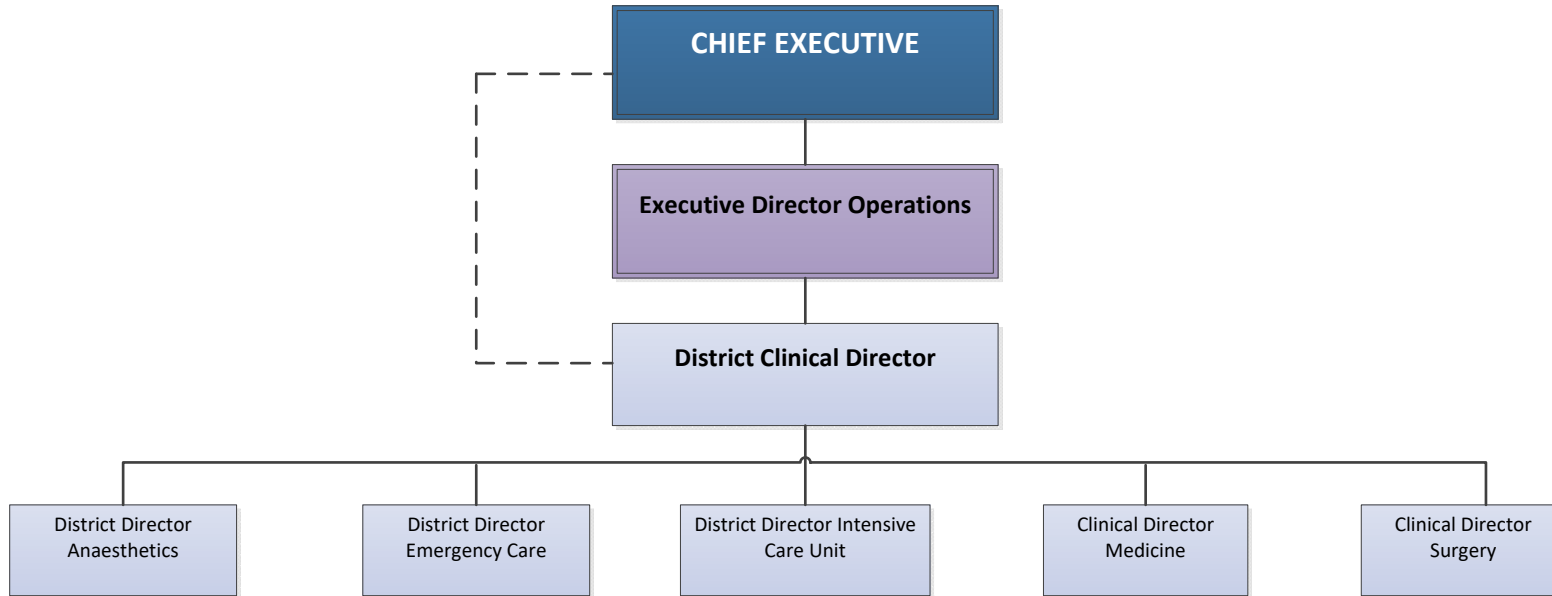 CHIEF EXECUTIVE
Executive Director Operations
District Clinical Director
District Director
Anaesthetics
District Director
Emergency Care
District Director Intensive
Care Unit
Clinical Director
Medicine
Clinical Director
Surgery